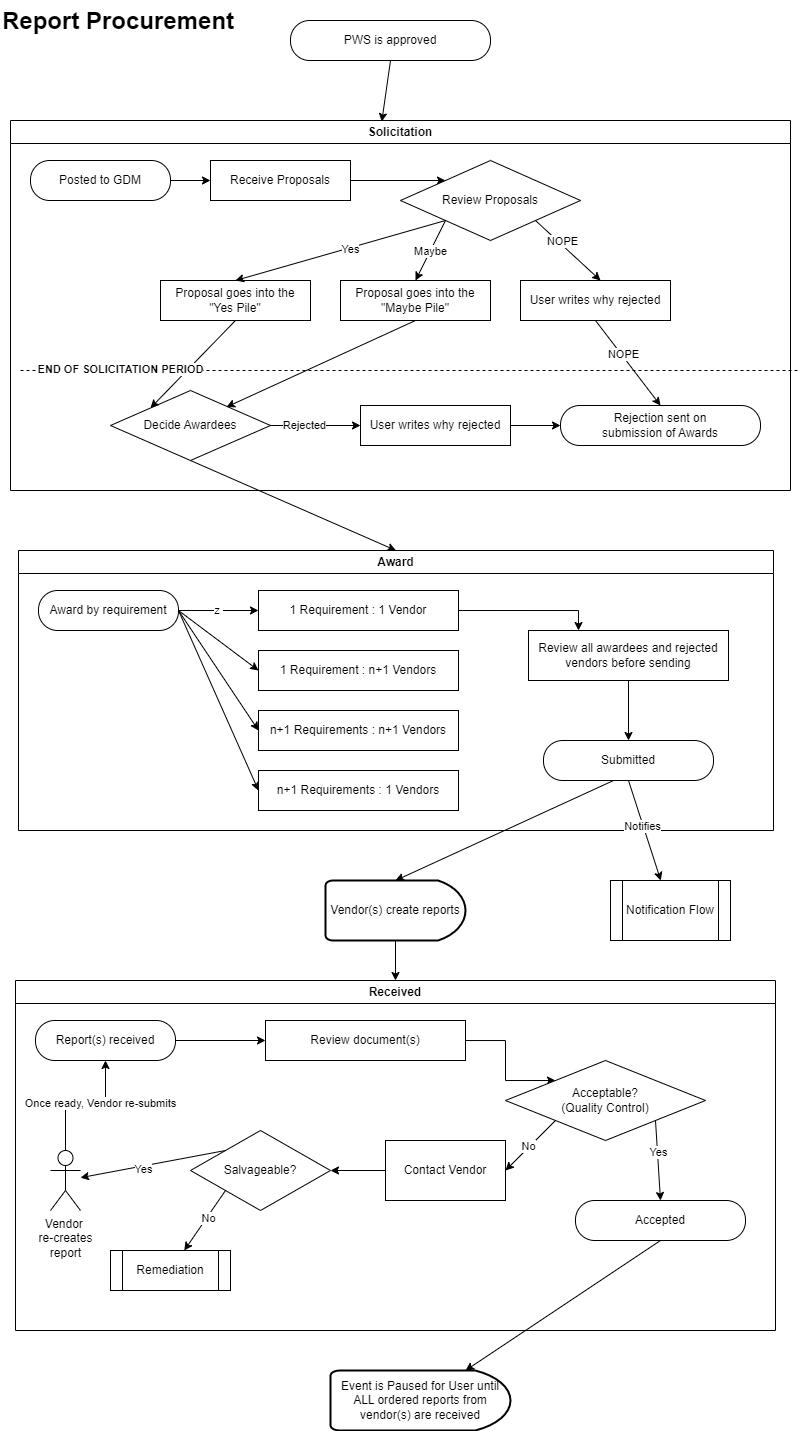 Report Procurement
PWS is approved
Solicitation
Posted to GDM
Receive Proposals
Review Proposals
Yes
Maybe
NOPE
Proposal goes into the
"Yes Pile"
Proposal goes into the
"Maybe Pile"
User writes why rejected
NOPE
END OF SOLICITATION PERIOD
Decide Awardees
Rejected
User writes why rejected
Rejection sent on
submission of Awards
Award
Award by requirement
z
1 Requirement : 1 Vendor
1 Requirement : n+1 Vendors
n+1 Requirements : n+1 Vendors
n+1 Requirements : 1 Vendors
Review all awardees and rejected
vendors before sending
Submitted
Notifies
Vendor(s) create reports
Notification Flow
Received
Report(s) received
Review document(s)
Acceptable?
(Quality Control)
Once ready, Vendor re-submits
No
Yes
Contact Vendor
Salvageable?
Yes
No
Vendor
re-creates
report
Accepted
Remediation
Event is Paused for User until
ALL ordered reports from
vendor(s) are received